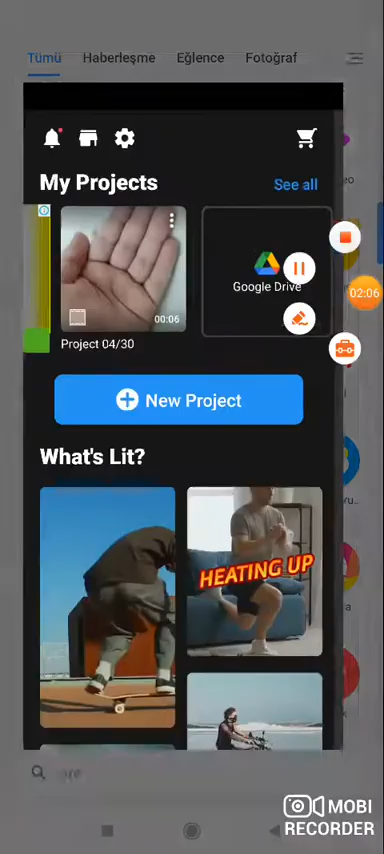 Tümü Haberleşme Eğlence Fotoğraf
My Projects See all
Google Drive
00:06
02:06
Project 04/30
New Project
What's Lit?
HEATING UP
MOBI
RECORDER